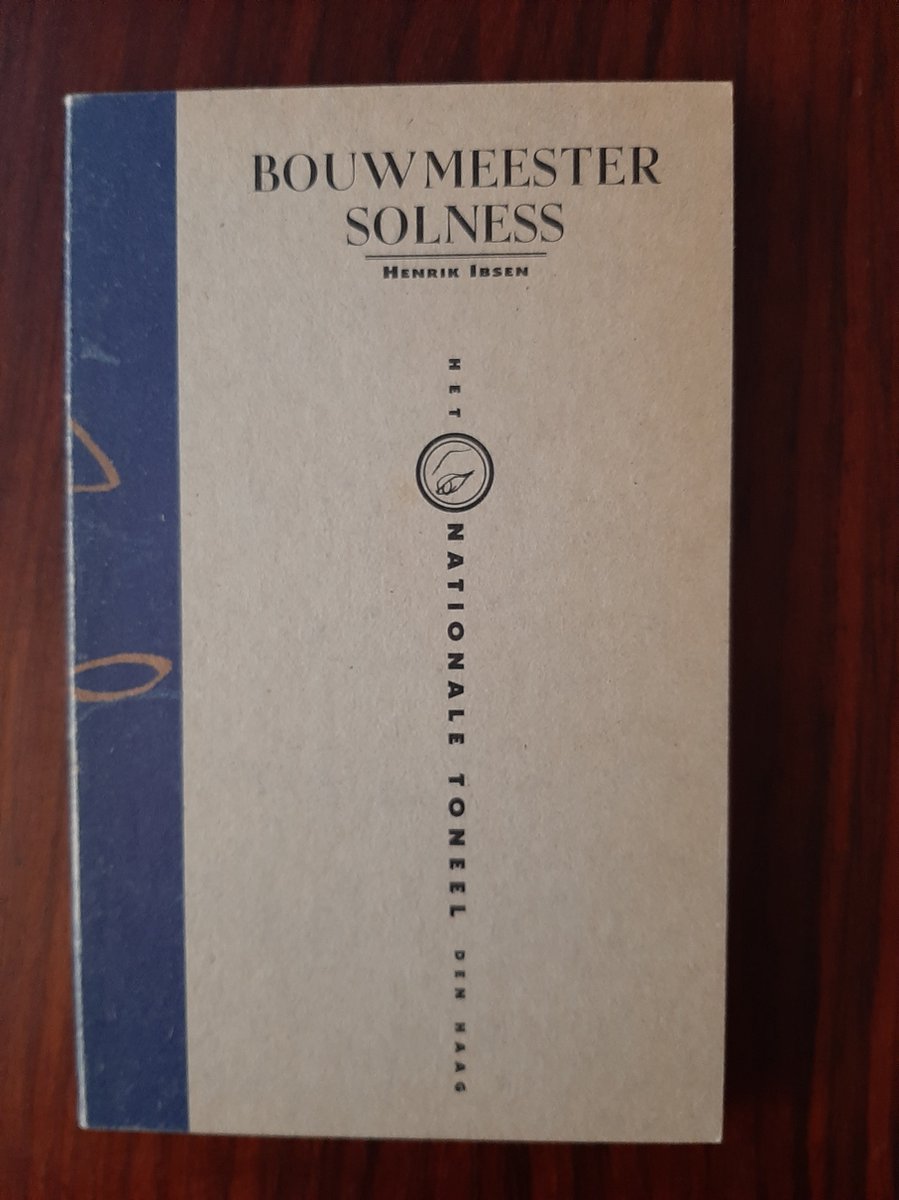 BOUWMEESTER
SOLNESS
HENRIK IBSEN
HET NATIONALE TONEEL DEN HAAG